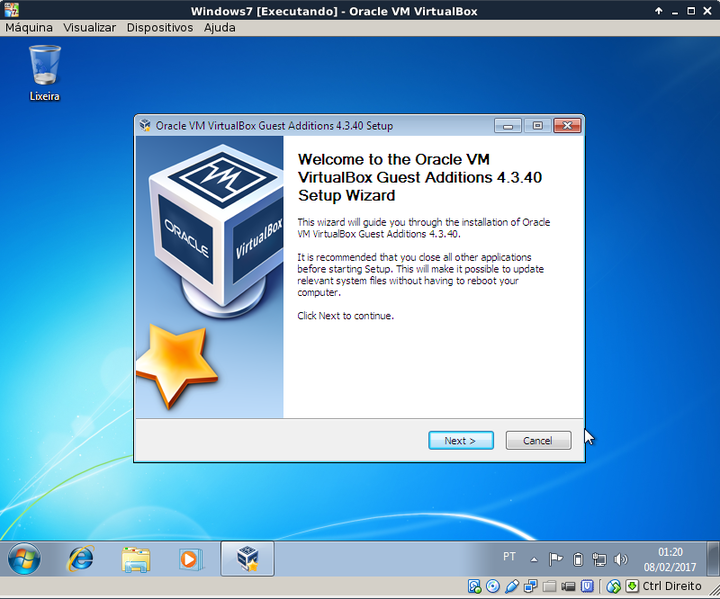 Windows7 [Executando] - Oracle VM VirtualBox
Máquina Visualizar Dispositivos Ajuda
Lixeira
Oracle VM VirtualBox Guest Additions 4.3.40 Setup
Welcome to the Oracle VM
VirtualBox Guest Additions 4.3.40
Setup Wizard
This wizard will guide you through the installation of Oracle
VM VirtualBox Guest Additions 4.3.40.
It is recommended that you close all other applications
before starting Setup. This will make it possible to update
relevant system files without having to reboot your
computer.
Click Next to continue.
ORACLE
VirtualBox
Next >
Cancel
PT
01:20
08/02/2017
Ctrl Direito